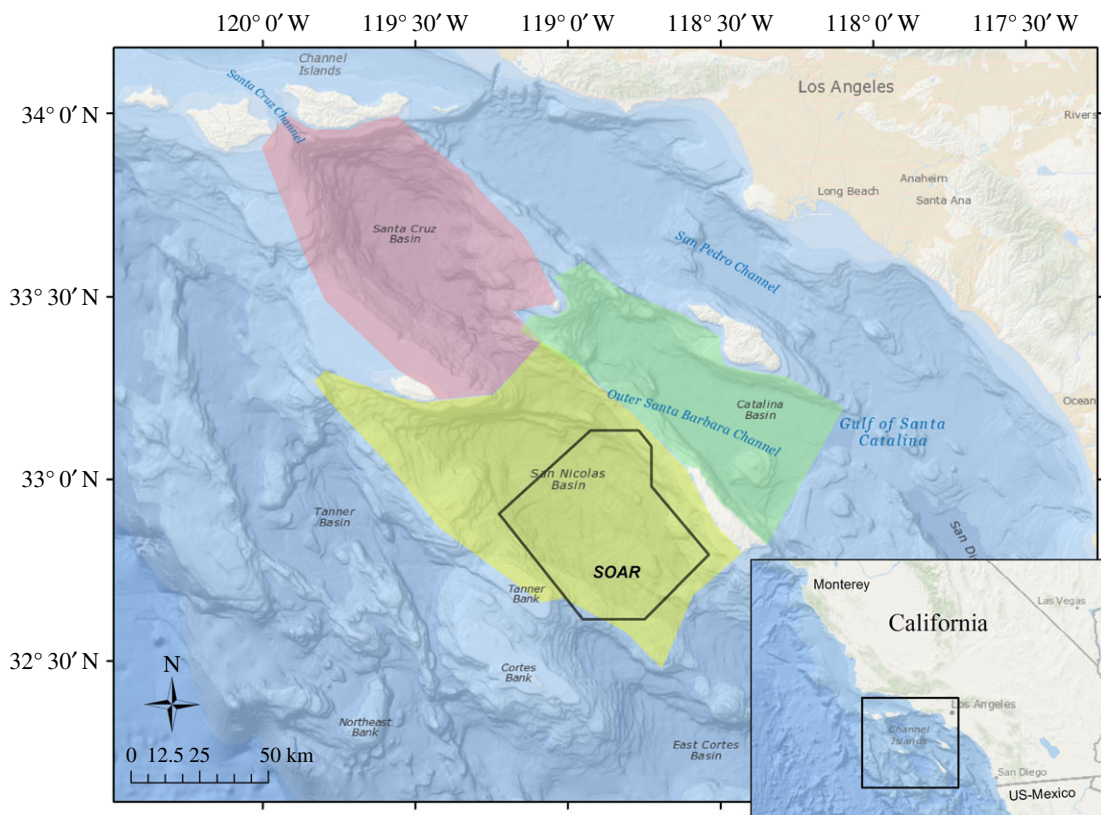 120° 0′ W
119° 30′ W
119° 0′ W
118° 30′ W
118° 0′ W
117° 30′ W
34° 0′ N
33° 30′ N
33° 0′ N
32° 30′ N
Channel
Islands
Santa Cruz Channel
Los Angeles
Rivers
Anaheim
Long Beach
Santa Ana
Santa Cruz
Basin
San Pedro Channel
Outer Santa Barbara Channel
Catalina
Basin
Ocean
Gulf of Santa
Catalina
San Nicolas
Basin
Tanner
Basin
San Di
SOAR
Tanner
Bank
Cortes
Bank
Northeast
Bank
East Cortes
Basin
N
0 12.5 25 50 km
Monterey
Las Vegas
California
Los Angeles
Channel
Islands
San Diego
US-Mexico